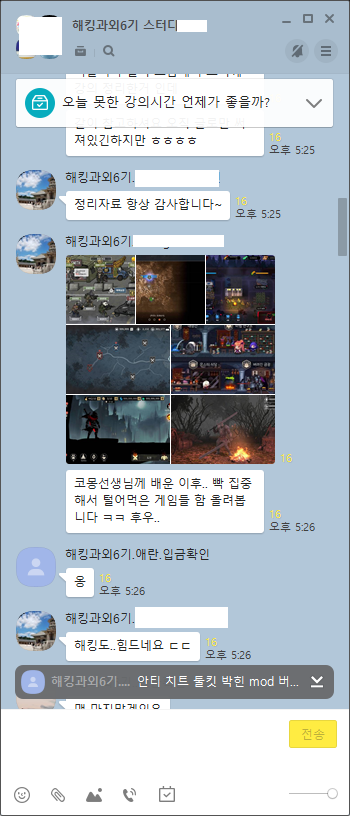 해킹과외6기 스터디
오늘 못한 강의시간 언제가 좋을까?
져있긴하지만 ㅎㅎㅎㅎ
16
오후 5:25
해킹과외6기.
정리자료 항상 감사합니다~
16
오후 5:25
해킹과외6기
16
코몽선생님께 배운 이후.. 빡 집중
해서 털어먹은 게임들 함 올려봅
니다 ㅋㅋ 후우..
16
오후 5:26
해킹과외6기.애란.입금확인
옹
16
오후 5:26
해킹과외6기.
해킹도..힘드네요 ㄷㄷ
16
오후 5:26
해킹과외6기.... 안티 치트 툴킷 박힌 mod 버...
전송